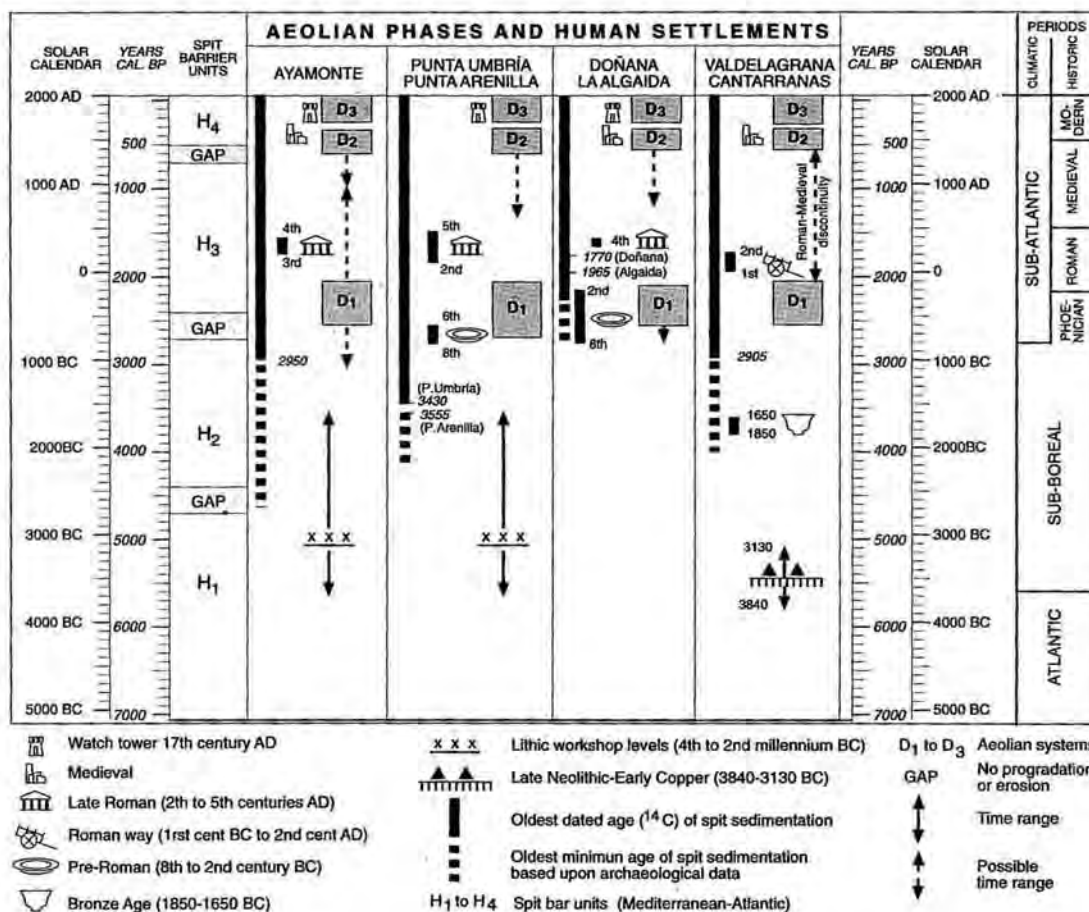 AEOLIAN PHASES AND HUMAN SETTLEMENTS
PERIODS
SOLAR CALENDAR
YEARS CAL. BP
SPIT BARRIER UNITS
AYAMONTE
PUNTA UMBRÍA PUNTA ARENILLA
DOÑANA LA ALGAIDA
VALDELAGRANA CANTARRANAS
YEARS CAL. BP
SOLAR CALENDAR
CLIMATIC
HISTORIC
2000 AD
1000 AD
0
1000 BC
2000BC
3000 BC
4000 BC
5000 BC
500
1000
2000
3000
4000
5000
6000
7000
H4
GAP
H3
GAP
H2
GAP
H1
D3
D2
4th
3rd
D1
2950
X X X
D3
D2
5th
2nd
6th
8th
D1
(P.Umbría)
3430
3555
(P.Arenilla)
X X X
D3
D2
4th
1770 (Doñana)
1965 (Algaida)
2nd
6th
D1
D3
D2
Roman-Medieval discontinuity
2nd
1st
D1
2905
1650
1850
3130
3840
500
1000
2000
3000
4000
5000
6000
7000
2000 AD
1000 AD
0
1000 BC
2000BC
3000 BC
4000 BC
5000 BC
SUB-ATLANTIC
SUB-BOREAL
ATLANTIC
MO-DERN
MEDIEVAL
ROMAN
PHOE-NICIAN
Watch tower 17th century AD
Medieval
Late Roman (2th to 5th centuries AD)
Roman way (1rst cent BC to 2nd cent AD)
Pre-Roman (8th to 2nd century BC)
Bronze Age (1850-1650 BC)
X X X Lithic workshop levels (4th to 2nd millennium BC)
Late Neolithic-Early Copper (3840-3130 BC)
Oldest dated age (14C) of spit sedimentation
Oldest minimun age of spit sedimentation
based upon archaeological data
H1 to H4 Spit bar units (Mediterranean-Atlantic)
D1 to D3 Aeolian systems
GAP No progradation
or erosion
Time range
Possible
time range